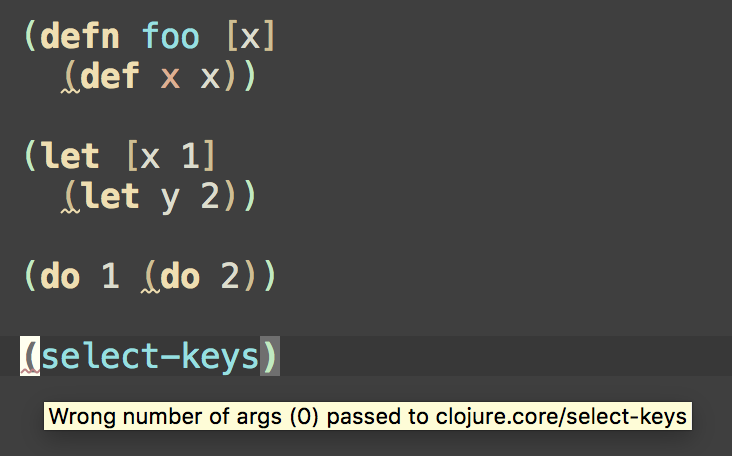 (defn foo [x]
  (def x x))
(let [x 1]
  (let y 2))
(do 1 (do 2))
(select-keys)
Wrong number of args (0) passed to clojure.core/select-keys